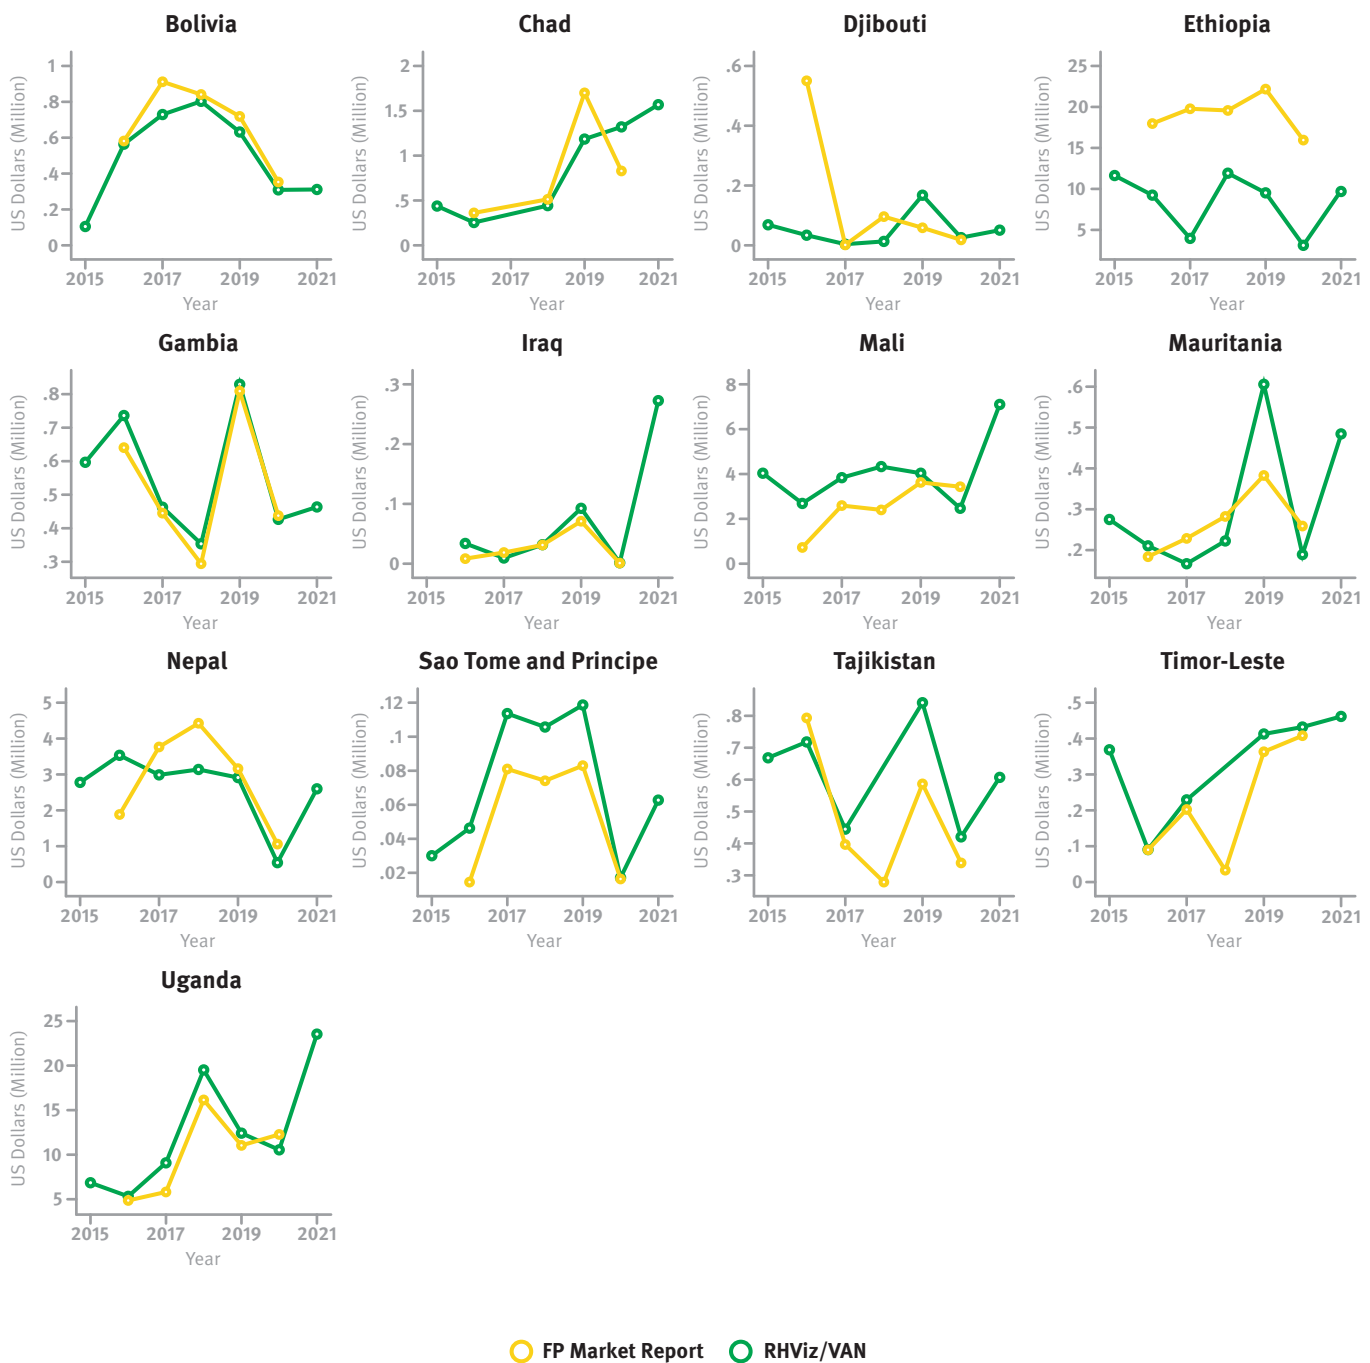 Bolivia
US Dollars (Million)
1
.8
.6
.4
.2
0
2015 2017 2019 2021
Year
Chad
US Dollars (Million)
2
1.5
1
.5
0
2015 2017 2019 2021
Year
Djibouti
US Dollars (Million)
.6
.4
.2
0
2015 2017 2019 2021
Year
Ethiopia
US Dollars (Million)
25
20
15
10
5
2015 2017 2019 2021
Year
Gambia
US Dollars (Million)
.8
.7
.6
.5
.4
.3
2015 2017 2019 2021
Year
Iraq
US Dollars (Million)
.3
.2
.1
0
2015 2017 2019 2021
Year
Mali
US Dollars (Million)
8
6
4
2
0
2015 2017 2019 2021
Year
Mauritania
US Dollars (Million)
.6
.5
.4
.3
.2
2015 2017 2019 2021
Year
Nepal
US Dollars (Million)
5
4
3
2
1
0
2015 2017 2019 2021
Year
Sao Tome and Principe
US Dollars (Million)
.12
.1
.08
.06
.04
.02
2015 2017 2019 2021
Year
Tajikistan
US Dollars (Million)
.8
.7
.6
.5
.4
.3
2015 2017 2019 2021
Year
Timor-Leste
US Dollars (Million)
.5
.4
.3
.2
.1
0
2015 2017 2019 2021
Year
Uganda
US Dollars (Million)
25
20
15
10
5
2015 2017 2019 2021
Year
FP Market Report RHViz/VAN